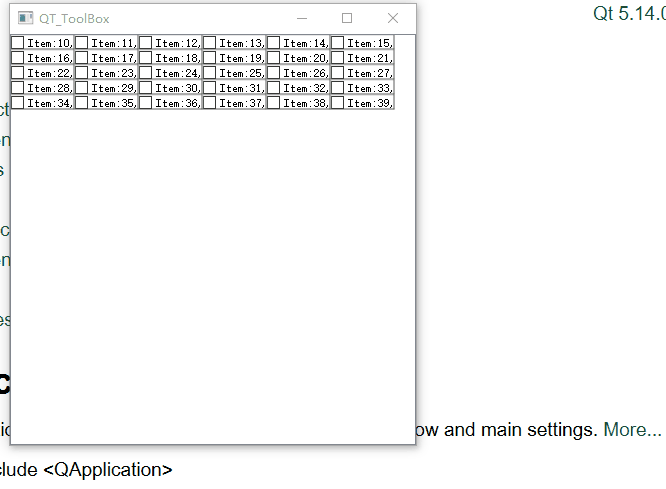 QT_ToolBox
Qt 5.14.0
Item:10, Item:11, Item:12, Item:13, Item:14, Item:15,
Item:16, Item:17, Item:18, Item:19, Item:20, Item:21,
Item:22, Item:23, Item:24, Item:25, Item:26, Item:27,
Item:28, Item:29, Item:30, Item:31, Item:32, Item:33,
Item:34, Item:35, Item:36, Item:37, Item:38, Item:39,
ow and main settings. More...
clude <QApplication>